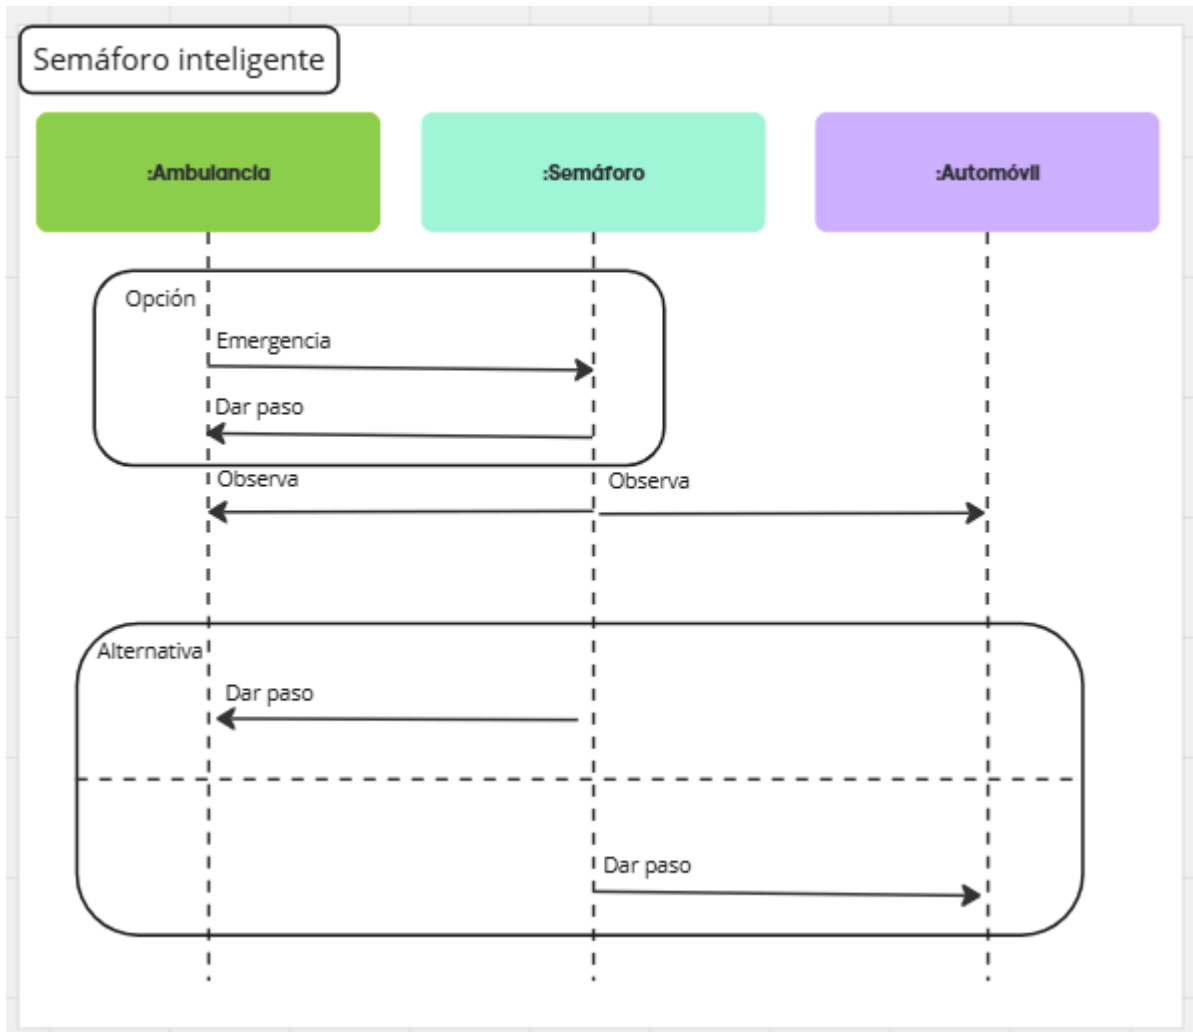 Semáforo inteligente
:Ambulancia
:Semáforo
:Automóvil
Opción
Emergencia
Dar paso
Observa
Observa
Alternativa
Dar paso
Dar paso